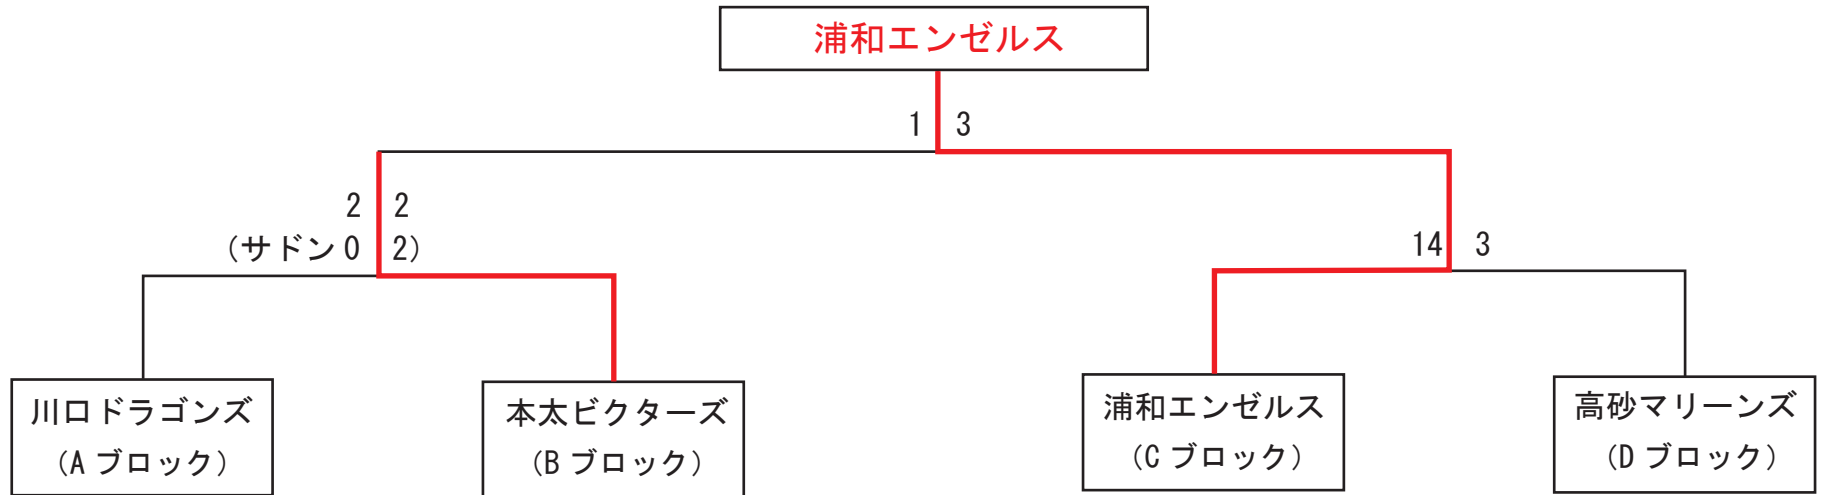 浦和エンゼルス
1 3
2 2
(サドン 0 2)
14 3
川口ドラゴンズ
(A ブロック)
本太ビクターズ
(B ブロック)
浦和エンゼルス
(C ブロック)
高砂マリーンズ
(D ブロック)